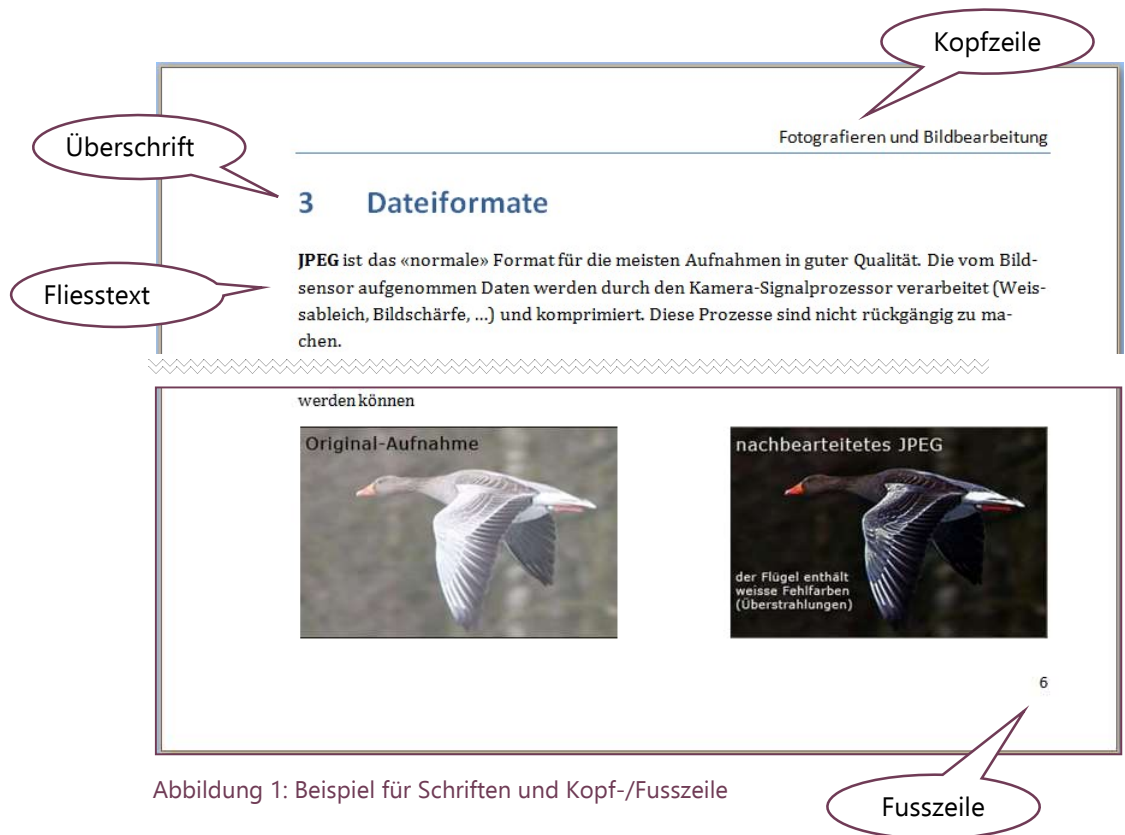 Kopfzeile
Fotografieren und Bildbearbeitung
Überschrift
3 Dateiformate
JPEG ist das «normale» Format für die meisten Aufnahmen in guter Qualität. Die vom Bild-
Fliesstext
sensor aufgenommen Daten werden durch den Kamera-Signalprozessor verarbeitet (Weis-
sableich, Bildschärfe, ...) und komprimiert. Diese Prozesse sind nicht rückgängig zu ma-
chen.
werden können
Original-Aufnahme
nachbearteitetes JPEG
der Flügel enthält
weisse Fehlfarben
(Überstrahlungen)
6
Abbildung 1: Beispiel für Schriften und Kopf-/Fusszeile
Fusszeile